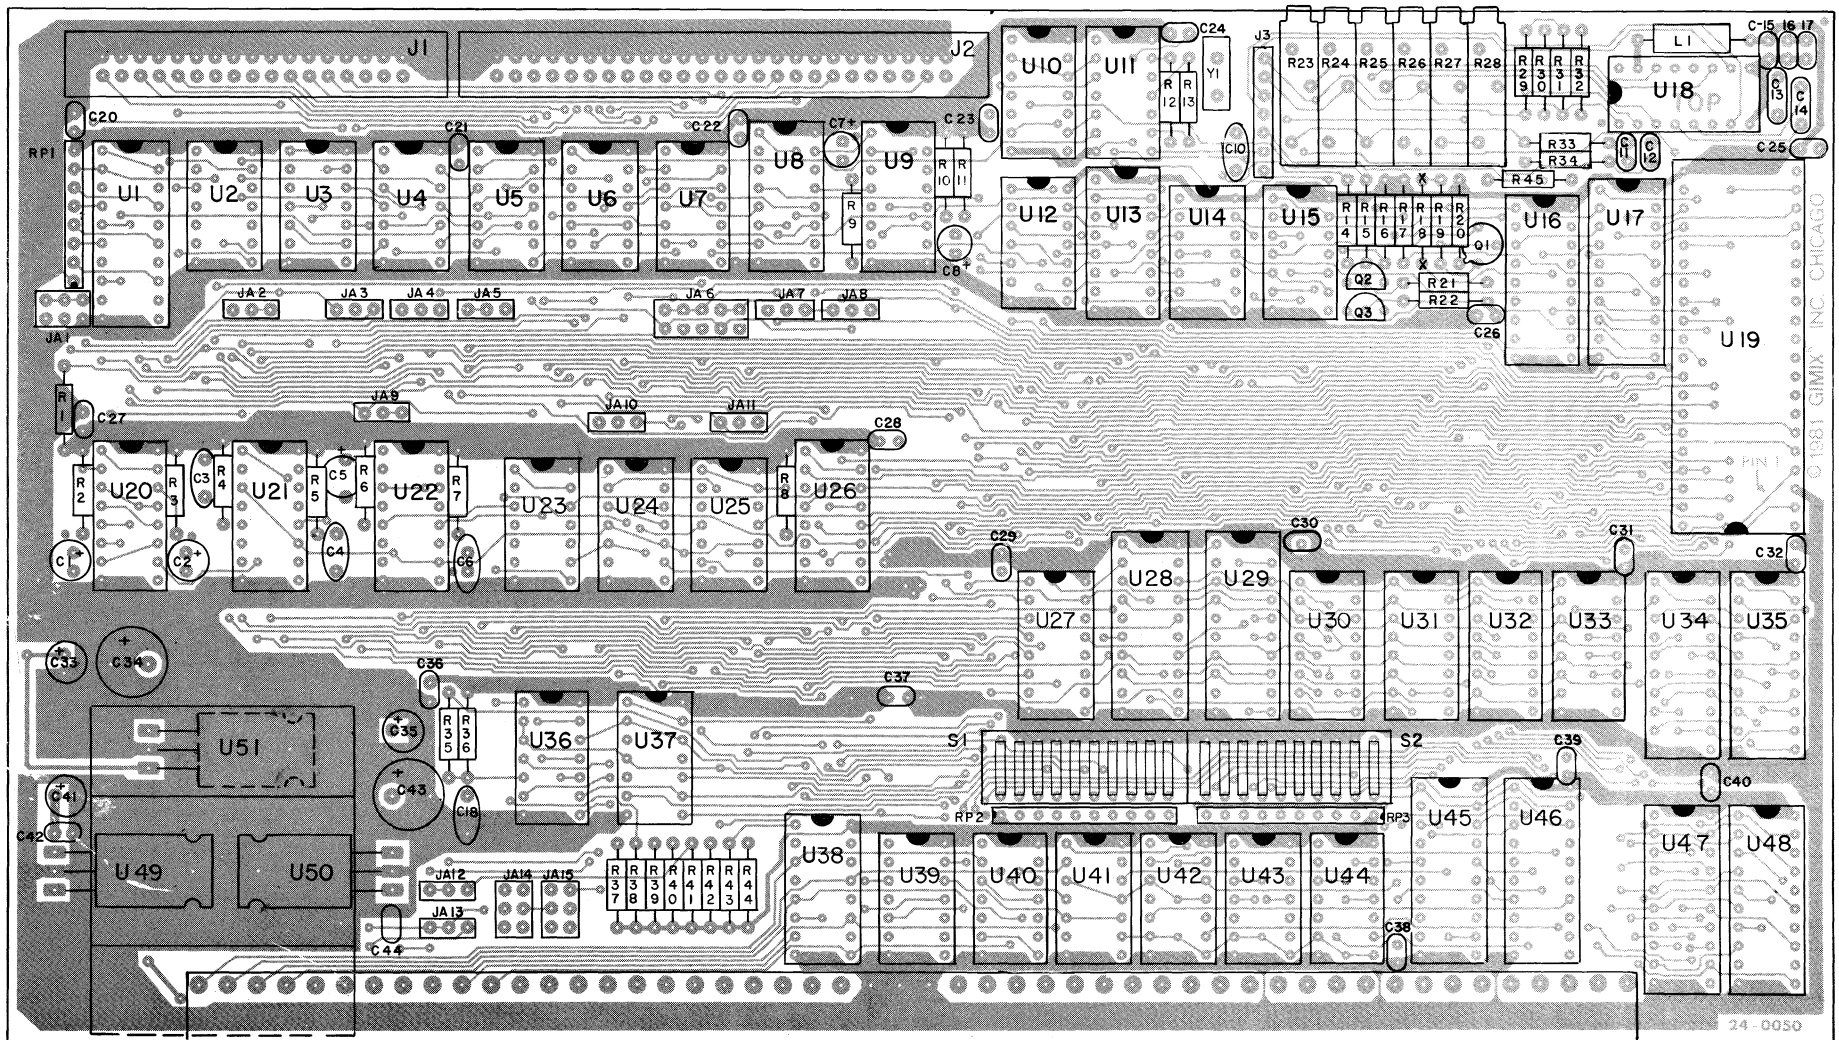 J1 J2 C24 J3 L1 C-15 16 17
U10 U11 Y1 R23 R24 R25 R26 R27 R28 R29 R30 R31 R32 U18 TOP C13 C14
R12 R13
C20 C21 C22 C7+ C23 C10 R33 C11 C12 C25
R34
RP1 U1 U2 U3 U4 U5 U6 U7 U8 U9 R10 R11 R45
R9 U12 U13 U14 U15 R14 R15 R16 R17 R18 R19 R20 X Q1 U16 U17
C8+ X Q2 R21
JA2 JA3 JA4 JA5 JA6 JA7 JA8 Q3 R22
C26
JA1 U19
© 1981 GMIX INC. CHICAGO
R1 C27 JA9 JA10 JA11 C28
PIN 1
R2 U20 R3 C3 R4 U21 R5 C5 + R6 U22 R7 U23 U24 U25 R8 U26
C1 + C2 + C4 C6 C29 C30 C31 C32
U27 U28 U29 U30 U31 U32 U33 U34 U35
C33 + C34 + C36 C37
U51 C35 + R35 R36 U36 U37 S1 S2 C39
C41 + C43 + C18 C40
C42 RP2 RP3 U45 U46
U49 U50 JA12 JA14 JA15 R37 R38 R39 R40 R41 R42 R43 R44 U38 U39 U40 U41 U42 U43 U44 U47 U48
JA13
C44 C38
24-0050